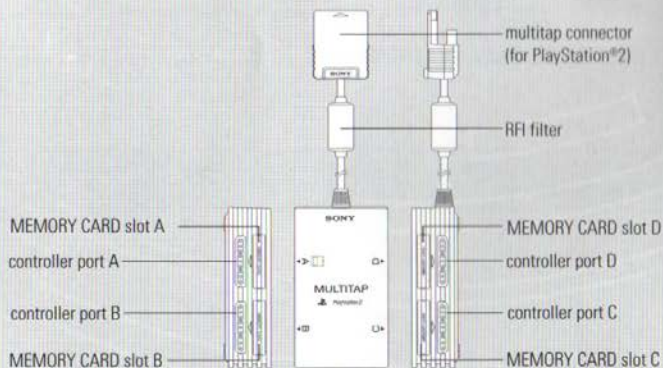 multitap connector
(for PlayStation®2)
SONY
RFI filter
SONY
MEMORY CARD slot A
MEMORY CARD slot D
controller port A
controller port D
A
D
MULTITAP
PlayStation 2
controller port B
controller port C
B
C
MEMORY CARD slot B
MEMORY CARD slot C